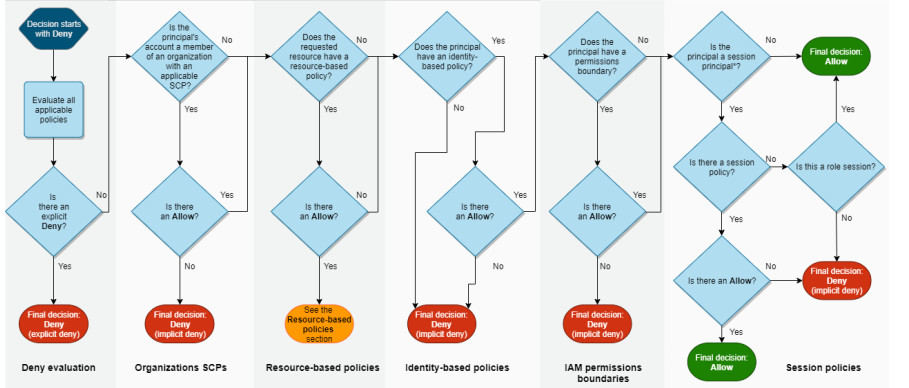 Decision starts
with Deny
Evaluate all
applicable
policies
Is
there an
explicit
Deny?
No
Yes
Final decision:
Deny
(explicit deny)
Deny evaluation
Is the
principal's
account a member
of an organization
with an
applicable
SCP?
No
Yes
Is there
an Allow?
Yes
No
Final decision:
Deny
(implicit deny)
Organizations SCPs
Does the
requested
resource have a
resource-based
policy?
No
Yes
Is there
an Allow?
No
Yes
See the
Resource-based
policies
section
Resource-based policies
Does the principal
have an identity-
based policy?
Yes
No
Is there
an Allow?
Yes
No
Final decision:
Deny
(implicit deny)
Identity-based policies
Does the
principal have a
permissions
boundary?
No
Yes
Is there
an Allow?
Yes
No
Final decision:
Deny
(implicit deny)
IAM permissions
boundaries
Is the
principal a session
principal*?
No
Yes
Final decision:
Allow
Is there a session
policy?
No
Yes
Is this a role session?
Yes
No
Final decision:
Deny
(implicit deny)
Is there an Allow?
No
Yes
Final decision:
Allow
Session policies